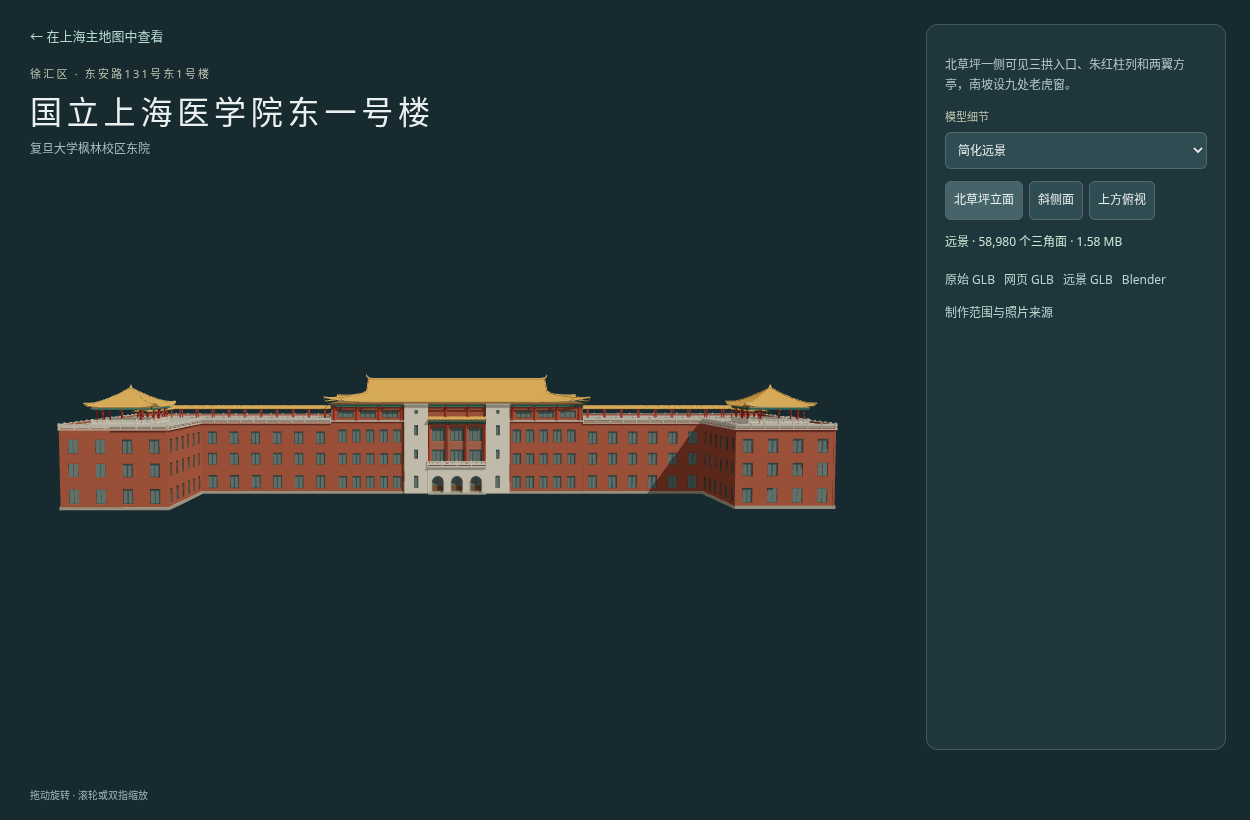 ← 在上海主地图中查看
徐汇区 · 东安路131号东1号楼
国立上海医学院东一号楼
复旦大学枫林校区东院
北草坪一侧可见三拱入口、朱红柱列和两翼方
亭，南坡设九处老虎窗。
模型细节
简化远景
北草坪立面 斜侧面 上方俯视
远景 · 58,980 个三角面 · 1.58 MB
原始 GLB 网页 GLB 远景 GLB Blender
制作范围与照片来源
拖动旋转 · 滚轮或双指缩放